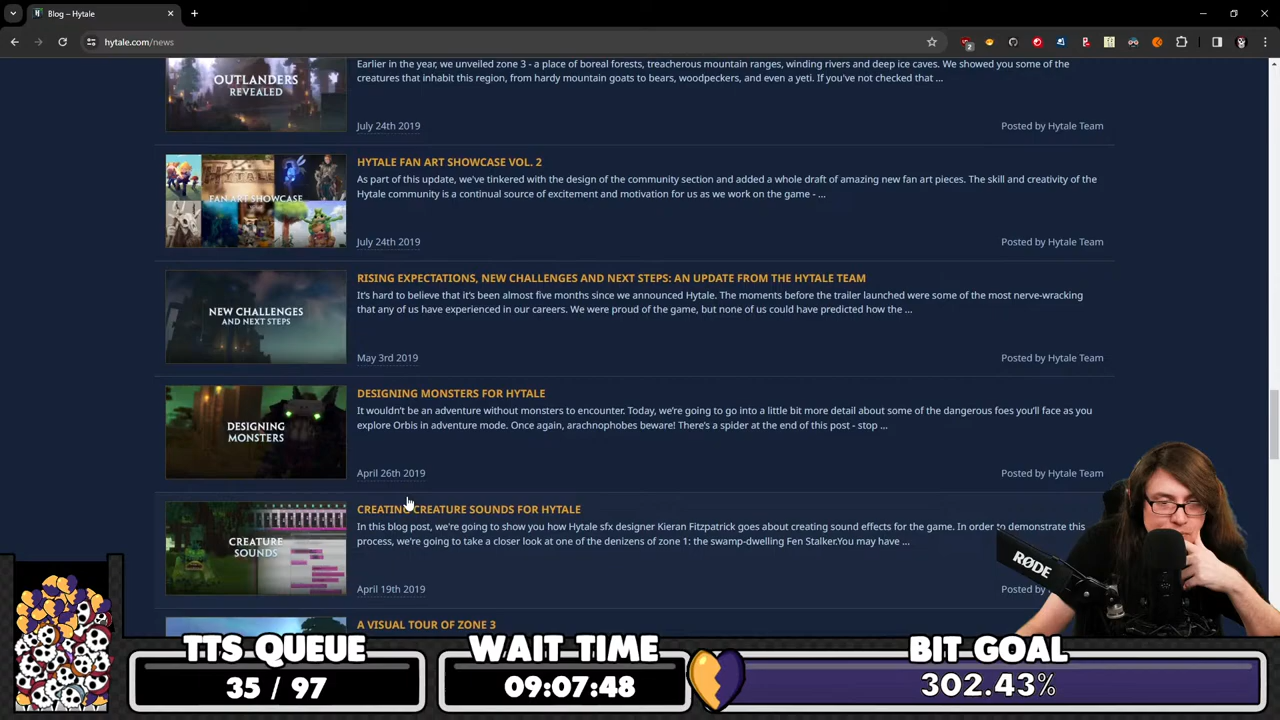 Blog – Hytale
hytale.com/news
2
OUTLANDERS
REVEALED
Earlier in the year, we unveiled zone 3 - a place of boreal forests, treacherous mountain ranges, winding rivers and deep ice caves. We showed you some of the
creatures that inhabit this region, from hardy mountain goats to bears, woodpeckers, and even a yeti. If you've not checked that ...
July 24th 2019
Posted by Hytale Team
HYTALE
FAN ART SHOWCASE
HYTALE FAN ART SHOWCASE VOL. 2
As part of this update, we've tinkered with the design of the community section and added a whole draft of amazing new fan art pieces. The skill and creativity of the
Hytale community is a continual source of excitement and motivation for us as we work on the game - ...
July 24th 2019
Posted by Hytale Team
NEW CHALLENGES
AND NEXT STEPS
RISING EXPECTATIONS, NEW CHALLENGES AND NEXT STEPS: AN UPDATE FROM THE HYTALE TEAM
It's hard to believe that it's been almost five months since we announced Hytale. The moments before the trailer launched were some of the most nerve-wracking
that any of us have experienced in our careers. We were proud of the game, but none of us could have predicted how the ...
May 3rd 2019
Posted by Hytale Team
DESIGNING
MONSTERS
DESIGNING MONSTERS FOR HYTALE
It wouldn't be an adventure without monsters to encounter. Today, we're going to go into a little bit more detail about some of the dangerous foes you'll face as you
explore Orbis in adventure mode. Once again, arachnophobes beware! There's a spider at the end of this post - stop ...
April 26th 2019
Posted by Hytale Team
CREATURE
SOUNDS
CREATING CREATURE SOUNDS FOR HYTALE
In this blog post, we're going to show you how Hytale sfx designer Kieran Fitzpatrick goes about creating sound effects for the game. In order to demonstrate this
process, we're going to take a closer look at one of the denizens of zone 1: the swamp-dwelling Fen Stalker.You may have ...
April 19th 2019
Posted by
RØDE
A VISUAL TOUR OF ZONE 3
TTS QUEUE
35 / 97
WAIT TIME
09:07:48
BIT GOAL
302.43%